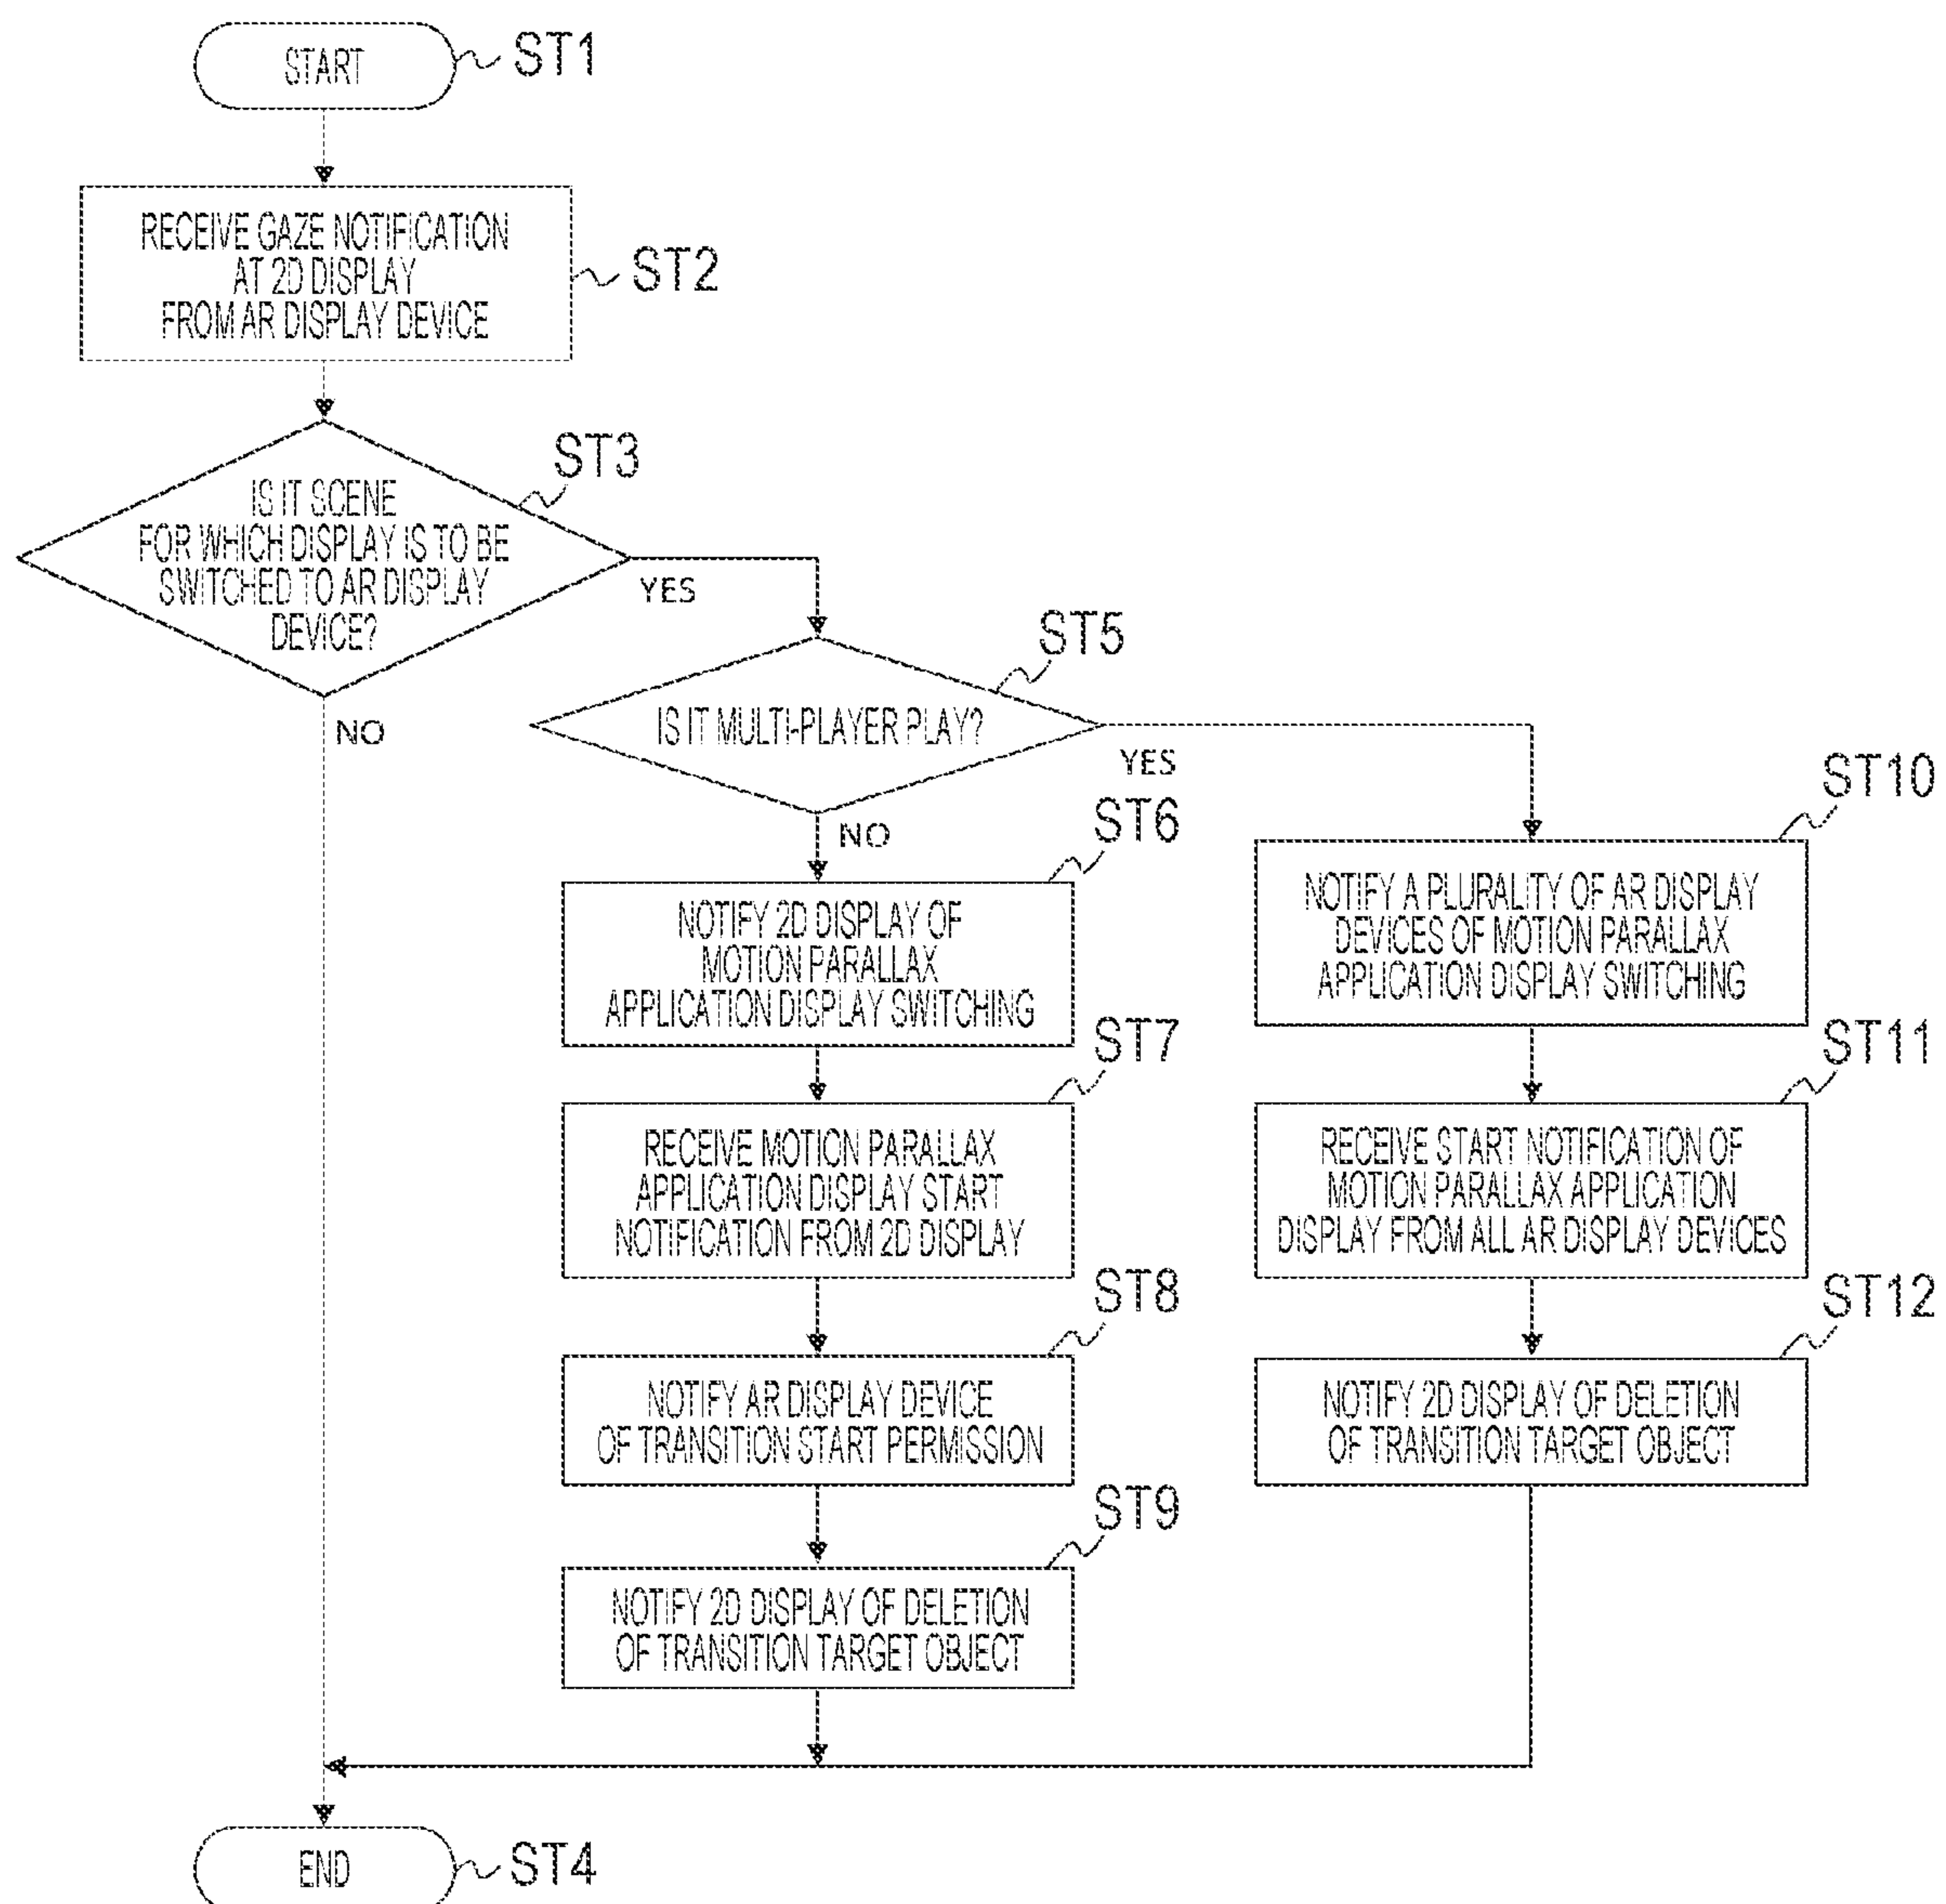 START
ST1
RECEIVE GAZE NOTIFICATION
AT 2D DISPLAY
FROM AR DISPLAY DEVICE
ST2
IS IT SCENE
FOR WHICH DISPLAY IS TO BE
SWITCHED TO AR DISPLAY
DEVICE?
ST3
YES
NO
IS IT MULTI-PLAYER PLAY?
ST5
YES
NO
NOTIFY 2D DISPLAY OF
MOTION PARALLAX
APPLICATION DISPLAY SWITCHING
ST6
RECEIVE MOTION PARALLAX
APPLICATION DISPLAY START
NOTIFICATION FROM 2D DISPLAY
ST7
NOTIFY AR DISPLAY DEVICE
OF TRANSITION START PERMISSION
ST8
NOTIFY 2D DISPLAY OF DELETION
OF TRANSITION TARGET OBJECT
ST9
NOTIFY A PLURALITY OF AR DISPLAY
DEVICES OF MOTION PARALLAX
APPLICATION DISPLAY SWITCHING
ST10
RECEIVE START NOTIFICATION OF
MOTION PARALLAX APPLICATION
DISPLAY FROM ALL AR DISPLAY DEVICES
ST11
NOTIFY 2D DISPLAY OF DELETION
OF TRANSITION TARGET OBJECT
ST12
END
ST4